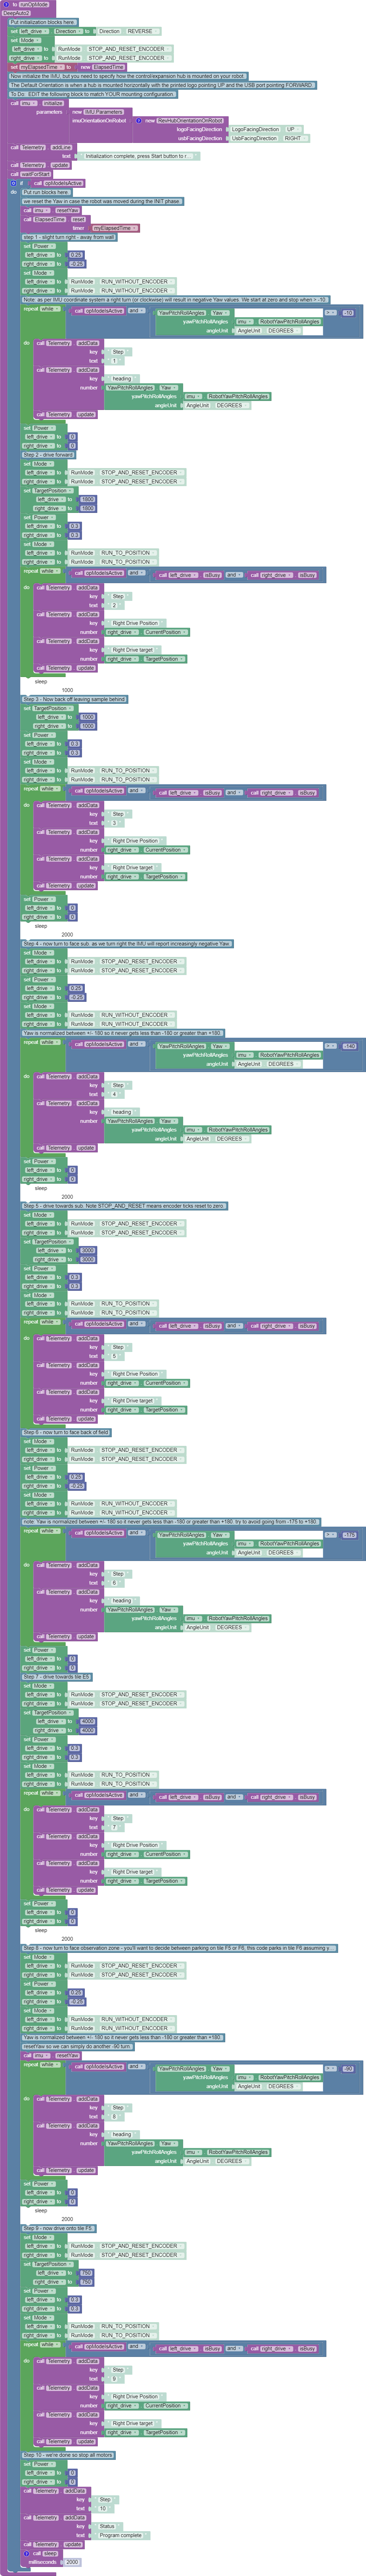 to runOpMode
DeepAuto2
Put initialization blocks here.
set left_drive . Direction to Direction REVERSE
set Mode
left_drive to RunMode STOP_AND_RESET_ENCODER
right_drive to RunMode STOP_AND_RESET_ENCODER
set myElapsedTime to new ElapsedTime
Now initialize the IMU, but you need to specify how the control/expansion hub is mounted on your robot.
The Default Orientation is when a hub is mounted horizontally with the printed logo pointing UP and the USB port pointing FORWARD.
To Do: EDIT the following block to match YOUR mounting configuration.
call imu . initialize
parameters new IMU.Parameters
imuOrientationOnRobot new RevHubOrientationOnRobot
logoFacingDirection LogoFacingDirection UP
usbFacingDirection UsbFacingDirection RIGHT
call Telemetry . addLine
text Initialization complete, press Start button to r...
call Telemetry . update
call waitForStart
if call opModeIsActive
do Put run blocks here.
we reset the Yaw in case the robot was moved during the INIT phase.
call imu . resetYaw
call ElapsedTime . reset
timer myElapsedTime
step 1 - slight turn right - away from wall
set Power
left_drive to 0.25
right_drive to -0.25
set Mode
left_drive to RunMode RUN_WITHOUT_ENCODER
right_drive to RunMode RUN_WITHOUT_ENCODER
Note: as per IMU coordinate system a right turn (or clockwise) will result in negative Yaw values. We start at zero and stop when > -10.
repeat while call opModeIsActive and YawPitchRollAngles . Yaw > -10
yawPitchRollAngles imu . RobotYawPitchRollAngles
angleUnit AngleUnit DEGREES
do call Telemetry . addData
key Step
text 1
call Telemetry . addData
key heading
number YawPitchRollAngles . Yaw
yawPitchRollAngles imu . RobotYawPitchRollAngles
angleUnit AngleUnit DEGREES
call Telemetry . update
set Power
left_drive to 0
right_drive to 0
Step 2 - drive forward
set Mode
left_drive to RunMode STOP_AND_RESET_ENCODER
right_drive to RunMode STOP_AND_RESET_ENCODER
set TargetPosition
left_drive to 1800
right_drive to 1800
set Power
left_drive to 0.3
right_drive to 0.3
set Mode
left_drive to RunMode RUN_TO_POSITION
right_drive to RunMode RUN_TO_POSITION
repeat while call opModeIsActive and call left_drive . isBusy and call right_drive . isBusy
do call Telemetry . addData
key Step
text 2
call Telemetry . addData
key Right Drive Position
number right_drive . CurrentPosition
call Telemetry . addData
key Right Drive target
number right_drive . TargetPosition
call Telemetry . update
sleep
1000
Step 3 - Now back off leaving sample behind
set TargetPosition
left_drive to 1000
right_drive to 1000
set Power
left_drive to 0.3
right_drive to 0.3
set Mode
left_drive to RunMode RUN_TO_POSITION
right_drive to RunMode RUN_TO_POSITION
repeat while call opModeIsActive and call left_drive . isBusy and call right_drive . isBusy
do call Telemetry . addData
key Step
text 3
call Telemetry . addData
key Right Drive Position
number right_drive . CurrentPosition
call Telemetry . addData
key Right Drive target
number right_drive . TargetPosition
call Telemetry . update
set Power
left_drive to 0
right_drive to 0
sleep
2000
Step 4 - now turn to face sub. as we turn right the IMU will report increasingly negative Yaw
set Mode
left_drive to RunMode STOP_AND_RESET_ENCODER
right_drive to RunMode STOP_AND_RESET_ENCODER
set Power
left_drive to 0.25
right_drive to -0.25
set Mode
left_drive to RunMode RUN_WITHOUT_ENCODER
right_drive to RunMode RUN_WITHOUT_ENCODER
Yaw is normalized between +/- 180 so it never gets less than -180 or greater than +180
repeat while call opModeIsActive and YawPitchRollAngles . Yaw > -140
yawPitchRollAngles imu . RobotYawPitchRollAngles
angleUnit AngleUnit DEGREES
do call Telemetry . addData
key Step
text 4
call Telemetry . addData
key heading
number YawPitchRollAngles . Yaw
yawPitchRollAngles imu . RobotYawPitchRollAngles
angleUnit AngleUnit DEGREES
call Telemetry . update
set Power
left_drive to 0
right_drive to 0
sleep
2000
Step 5 - drive towards sub. Note STOP_AND_RESET means encoder ticks reset to zero.
set Mode
left_drive to RunMode STOP_AND_RESET_ENCODER
right_drive to RunMode STOP_AND_RESET_ENCODER
set TargetPosition
left_drive to 3000
right_drive to 3000
set Power
left_drive to 0.3
right_drive to 0.3
set Mode
left_drive to RunMode RUN_TO_POSITION
right_drive to RunMode RUN_TO_POSITION
repeat while call opModeIsActive and call left_drive . isBusy and call right_drive . isBusy
do call Telemetry . addData
key Step
text 5
call Telemetry . addData
key Right Drive Position
number right_drive . CurrentPosition
call Telemetry . addData
key Right Drive target
number right_drive . TargetPosition
call Telemetry . update
Step 6 - now turn to face back of field
set Mode
left_drive to RunMode STOP_AND_RESET_ENCODER
right_drive to RunMode STOP_AND_RESET_ENCODER
set Power
left_drive to 0.25
right_drive to -0.25
set Mode
left_drive to RunMode RUN_WITHOUT_ENCODER
right_drive to RunMode RUN_WITHOUT_ENCODER
note: Yaw is normalized between +/- 180 so it never gets less than -180 or greater than +180. try to avoid going from -175 to +180.
repeat while call opModeIsActive and YawPitchRollAngles . Yaw > -175
yawPitchRollAngles imu . RobotYawPitchRollAngles
angleUnit AngleUnit DEGREES
do call Telemetry . addData
key Step
text 6
call Telemetry . addData
key heading
number YawPitchRollAngles . Yaw
yawPitchRollAngles imu . RobotYawPitchRollAngles
angleUnit AngleUnit DEGREES
call Telemetry . update
set Power
left_drive to 0
right_drive to 0
Step 7 - drive towards tile E5
set Mode
left_drive to RunMode STOP_AND_RESET_ENCODER
right_drive to RunMode STOP_AND_RESET_ENCODER
set TargetPosition
left_drive to 4000
right_drive to 4000
set Power
left_drive to 0.3
right_drive to 0.3
set Mode
left_drive to RunMode RUN_TO_POSITION
right_drive to RunMode RUN_TO_POSITION
repeat while call opModeIsActive and call left_drive . isBusy and call right_drive . isBusy
do call Telemetry . addData
key Step
text 7
call Telemetry . addData
key Right Drive Position
number right_drive . CurrentPosition
call Telemetry . addData
key Right Drive target
number right_drive . TargetPosition
call Telemetry . update
set Power
left_drive to 0
right_drive to 0
sleep
2000
Step 8 - now turn to face observation zone - you'll want to decide between parking on tile F5 or F6, this code parks in tile F6 assuming y...
set Mode
left_drive to RunMode STOP_AND_RESET_ENCODER
right_drive to RunMode STOP_AND_RESET_ENCODER
set Power
left_drive to 0.25
right_drive to -0.25
set Mode
left_drive to RunMode RUN_WITHOUT_ENCODER
right_drive to RunMode RUN_WITHOUT_ENCODER
Yaw is normalized between +/- 180 so it never gets less than -180 or greater than +180
resetYaw so we can simply do another -90 turn.
call imu . resetYaw
repeat while call opModeIsActive and YawPitchRollAngles . Yaw > -90
yawPitchRollAngles imu . RobotYawPitchRollAngles
angleUnit AngleUnit DEGREES
do call Telemetry . addData
key Step
text 8
call Telemetry . addData
key heading
number YawPitchRollAngles . Yaw
yawPitchRollAngles imu . RobotYawPitchRollAngles
angleUnit AngleUnit DEGREES
call Telemetry . update
set Power
left_drive to 0
right_drive to 0
sleep
2000
Step 9 - now drive onto tile F5.
set Mode
left_drive to RunMode STOP_AND_RESET_ENCODER
right_drive to RunMode STOP_AND_RESET_ENCODER
set TargetPosition
left_drive to 750
right_drive to 750
set Power
left_drive to 0.3
right_drive to 0.3
set Mode
left_drive to RunMode RUN_TO_POSITION
right_drive to RunMode RUN_TO_POSITION
repeat while call opModeIsActive and call left_drive . isBusy and call right_drive . isBusy
do call Telemetry . addData
key Step
text 9
call Telemetry . addData
key Right Drive Position
number right_drive . CurrentPosition
call Telemetry . addData
key Right Drive target
number right_drive . TargetPosition
call Telemetry . update
Step 10 - we're done so stop all motors
set Power
left_drive to 0
right_drive to 0
call Telemetry . addData
key Step
text 10
call Telemetry . addData
key Status
text Program complete
call Telemetry . update
call sleep
milliseconds 2000